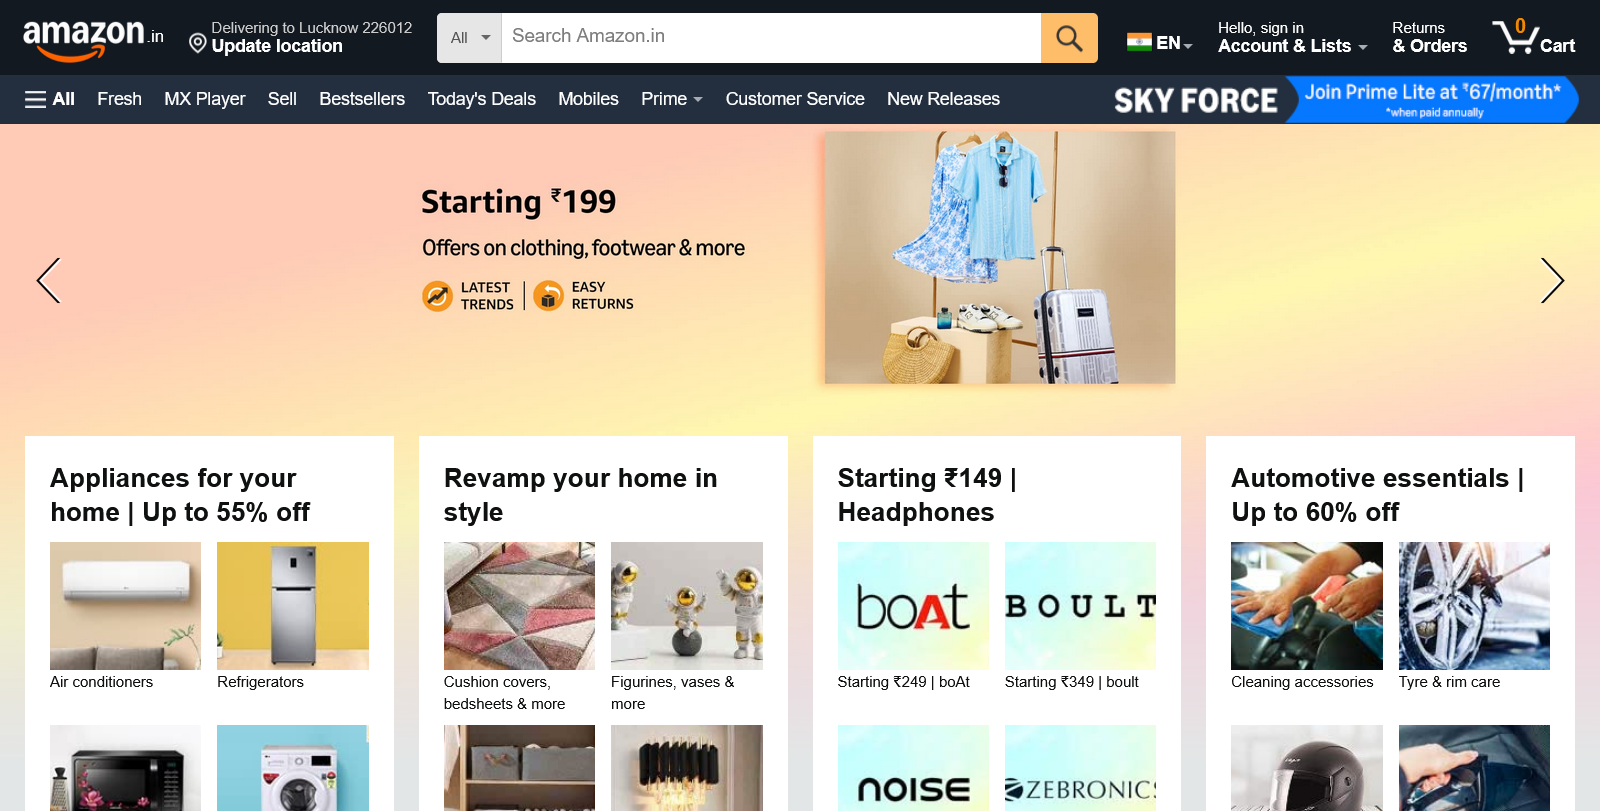 amazon.in
Delivering to Lucknow 226012
Update location
All
Search Amazon.in
EN
Hello, sign in
Account & Lists
Returns
& Orders
0
Cart
All
Fresh
MX Player
Sell
Bestsellers
Today's Deals
Mobiles
Prime
Customer Service
New Releases
SKY FORCE
Join Prime Lite at ₹67/month*
*when paid annually
Starting ₹199
Offers on clothing, footwear & more
LATEST
TRENDS
EASY
RETURNS
Appliances for your
home | Up to 55% off
Air conditioners
Refrigerators
Revamp your home in
style
Cushion covers,
bedsheets & more
Figurines, vases &
more
Starting ₹149 |
Headphones
boAt
BOULT
Starting ₹249 | boAt
Starting ₹349 | boult
NOISE
ZEBRONICS
Automotive essentials |
Up to 60% off
Cleaning accessories
Tyre & rim care